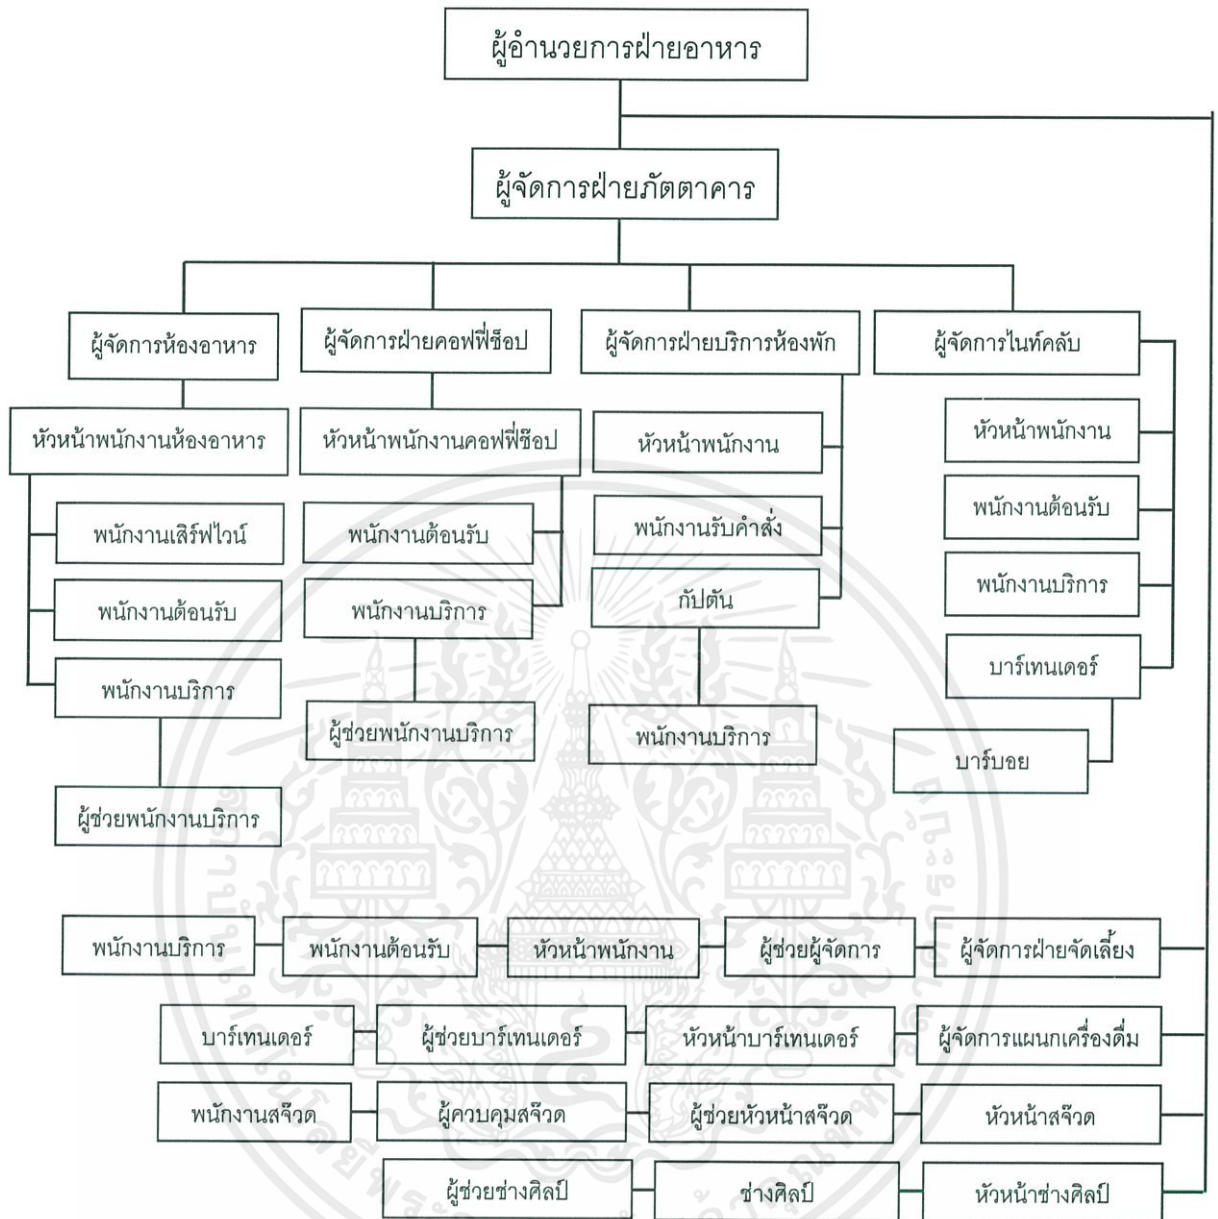 ผู้อำนวยการฝ่ายอาหาร
ผู้จัดการฝ่ายภัตตาคาร
ผู้จัดการห้องอาหาร
ผู้จัดการฝ่ายคอฟฟี่ช็อป
ผู้จัดการฝ่ายบริการห้องพัก
ผู้จัดการไนท์คลับ
หัวหน้าพนักงานห้องอาหาร
หัวหน้าพนักงานคอฟฟี่ช๊อป
หัวหน้าพนักงาน
หัวหน้าพนักงาน
พนักงานเสิร์ฟไวน์
พนักงานต้อนรับ
พนักงานรับคำสั่ง
พนักงานต้อนรับ
พนักงานต้อนรับ
พนักงานบริการ
กัปตัน
พนักงานบริการ
พนักงานบริการ
ผู้ช่วยพนักงานบริการ
พนักงานบริการ
บาร์เทนเดอร์
ผู้ช่วยพนักงานบริการ
บาร์บอย
พนักงานบริการ
พนักงานต้อนรับ
หัวหน้าพนักงาน
ผู้ช่วยผู้จัดการ
ผู้จัดการฝ่ายจัดเลี้ยง
บาร์เทนเดอร์
ผู้ช่วยบาร์เทนเดอร์
หัวหน้าบาร์เทนเดอร์
ผู้จัดการแผนกเครื่องดื่ม
พนักงานสจ๊วด
ผู้ควบคุมสจ๊วด
ผู้ช่วยหัวหน้าสจ๊วด
หัวหน้าสจ๊วด
ผู้ช่วยช่างศิลป์
ช่างศิลป์
หัวหน้าช่างศิลป์